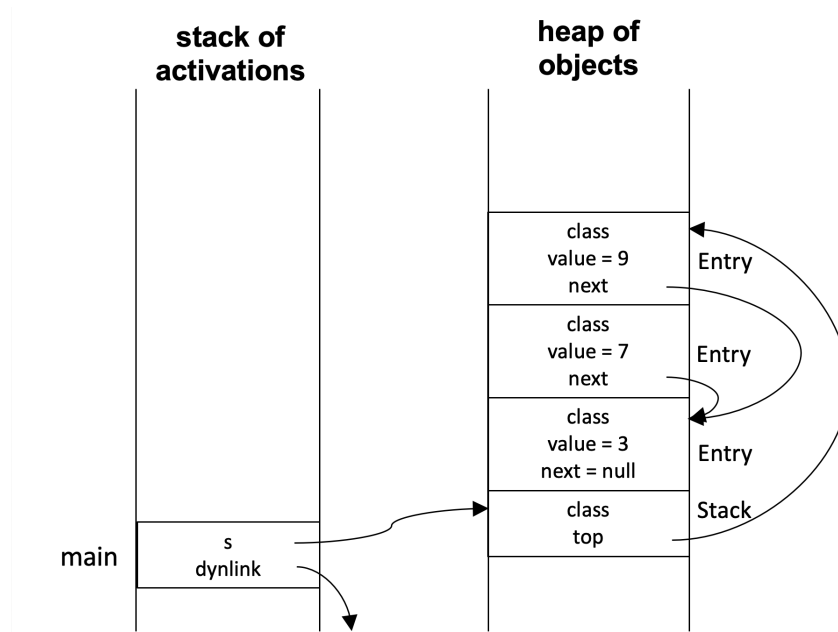 stack of
activations
heap of
objects
class
value = 9
next
Entry
class
value = 7
next
Entry
class
value = 3
next = null
Entry
class
top
Stack
main
s
dynlink